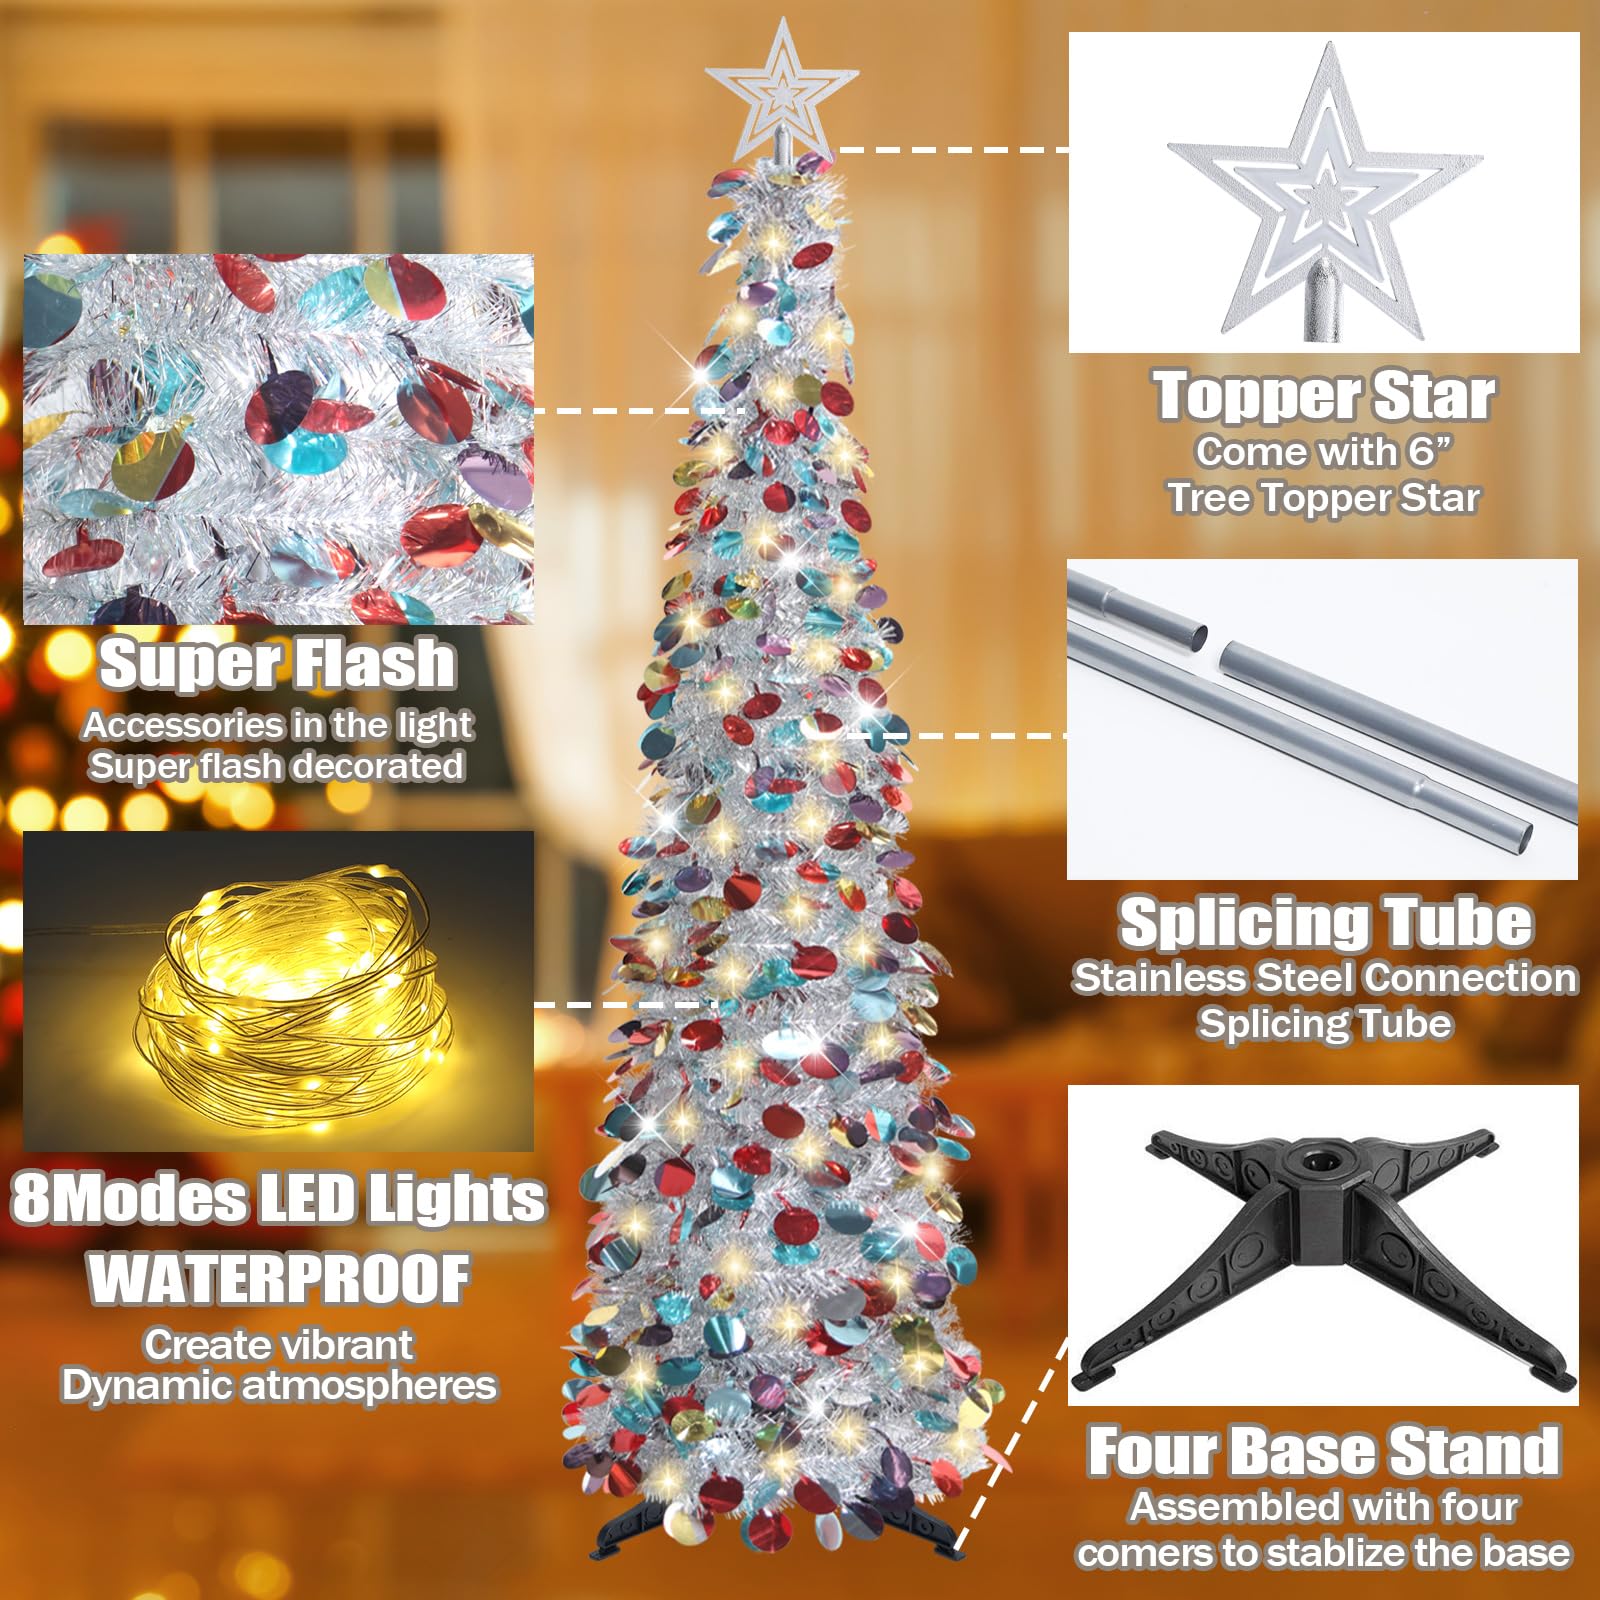 Topper Star
Come with 6”
Tree Topper Star
Super Flash
Accessories in the light
Super flash decorated
Splicing Tube
Stainless Steel Connection
Splicing Tube
8Modes LED Lights
WATERPROOF
Create vibrant
Dynamic atmospheres
Four Base Stand
Assembled with four
comers to stablize the base